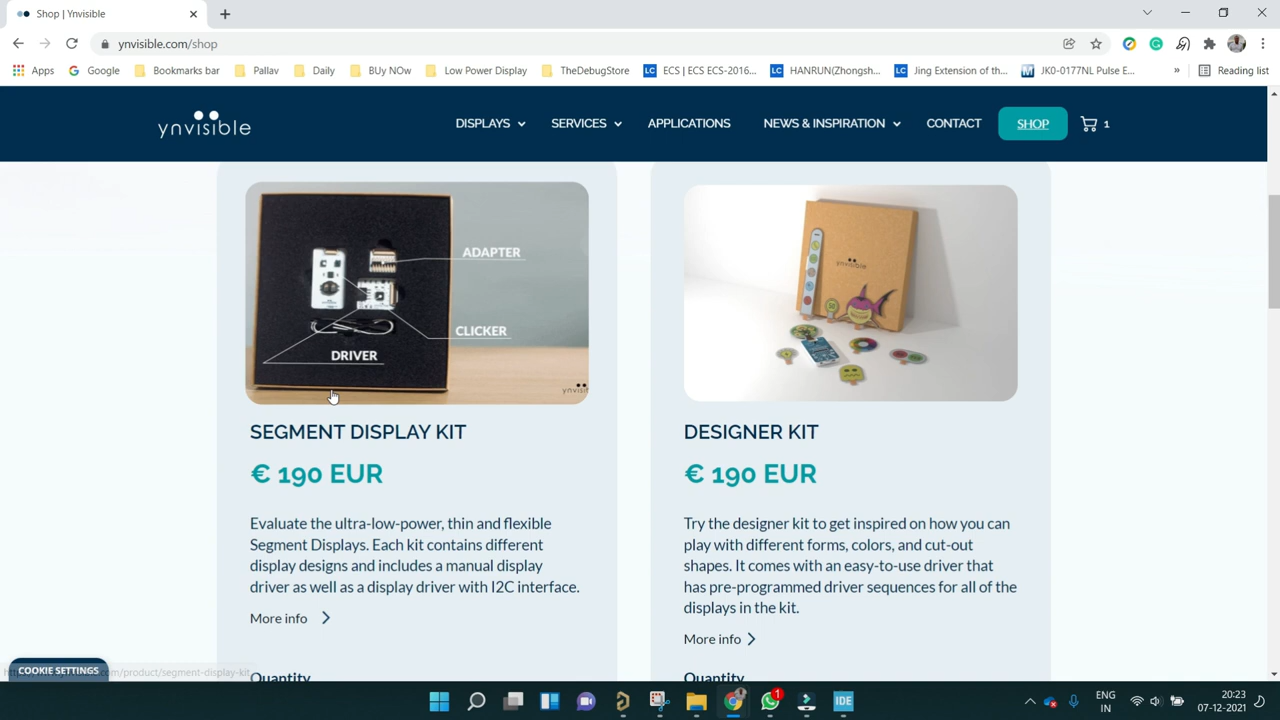 Shop | Ynvisible
ynvisible.com/shop
Apps
Google
Bookmarks bar
Pallav
Daily
BUy NOw
Low Power Display
TheDebugStore
ECS | ECS ECS-2016...
HANRUN(Zhongsh...
Jing Extension of th...
JK0-0177NL Pulse E...
»
Reading list
ynvisible
DISPLAYS
SERVICES
APPLICATIONS
NEWS & INSPIRATION
CONTACT
SHOP
1
ADAPTER
CLICKER
DRIVER
ynvisible
SEGMENT DISPLAY KIT
DESIGNER KIT
€ 190 EUR
€ 190 EUR
Evaluate the ultra-low-power, thin and flexible
Segment Displays. Each kit contains different
display designs and includes a manual display
driver as well as a display driver with I2C interface.
More info
Try the designer kit to get inspired on how you can
play with different forms, colors, and cut-out
shapes. It comes with an easy-to-use driver that
has pre-programmed driver sequences for all of the
displays in the kit.
More info
Quantity
Quantity
COOKIE SETTINGS
.com/product/segment-display-kit
1
IDE
ENG
IN
20:23
07-12-2021